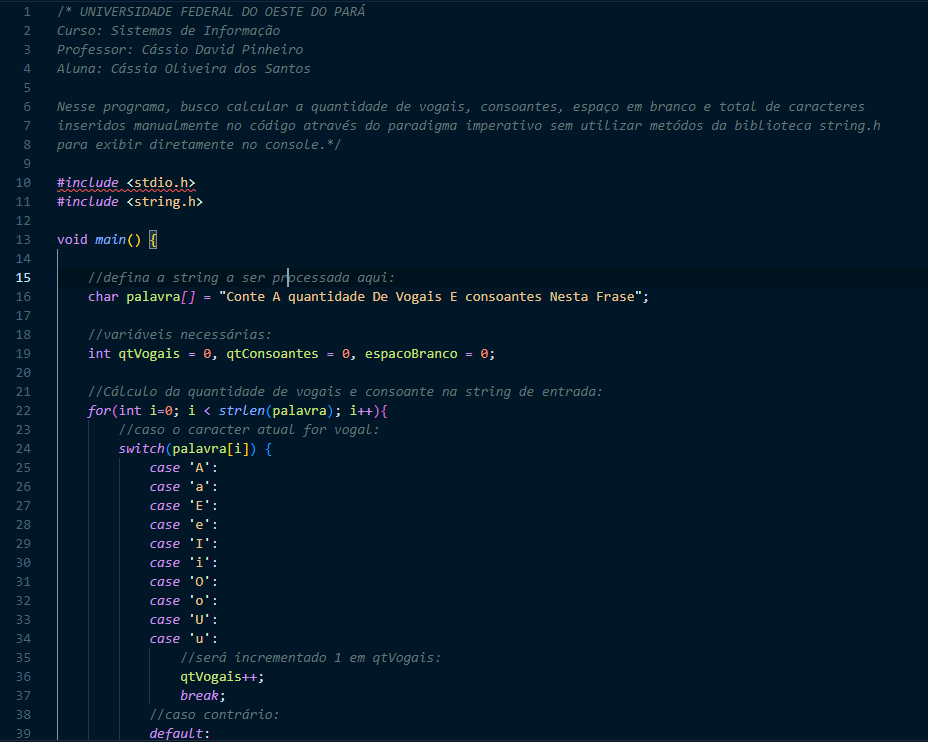 1 /* UNIVERSIDADE FEDERAL DO OESTE DO PARÁ
2 Curso: Sistemas de Informação
3 Professor: Cássio David Pinheiro
4 Aluna: Cássia Oliveira dos Santos
5
6 Nesse programa, busco calcular a quantidade de vogais, consoantes, espaço em branco e total de caracteres
7 inseridos manualmente no código através do paradigma imperativo sem utilizar metódos da biblioteca string.h
8 para exibir diretamente no console.*/
9
10 #include <stdio.h>
11 #include <string.h>
12
13 void main() {
14
15     //defina a string a ser processada aqui:
16     char palavra[] = "Conte A quantidade De Vogais E consoantes Nesta Frase";
17
18     //variáveis necessárias:
19     int qtVogais = 0, qtConsoantes = 0, espacoBranco = 0;
20
21     //Cálculo da quantidade de vogais e consoante na string de entrada:
22     for(int i=0; i < strlen(palavra); i++){
23         //caso o caracter atual for vogal:
24         switch(palavra[i]) {
25             case 'A':
26             case 'a':
27             case 'E':
28             case 'e':
29             case 'I':
30             case 'i':
31             case 'O':
32             case 'o':
33             case 'U':
34             case 'u':
35                 //será incrementado 1 em qtVogais:
36                 qtVogais++;
37                 break;
38             //caso contrário:
39             default: